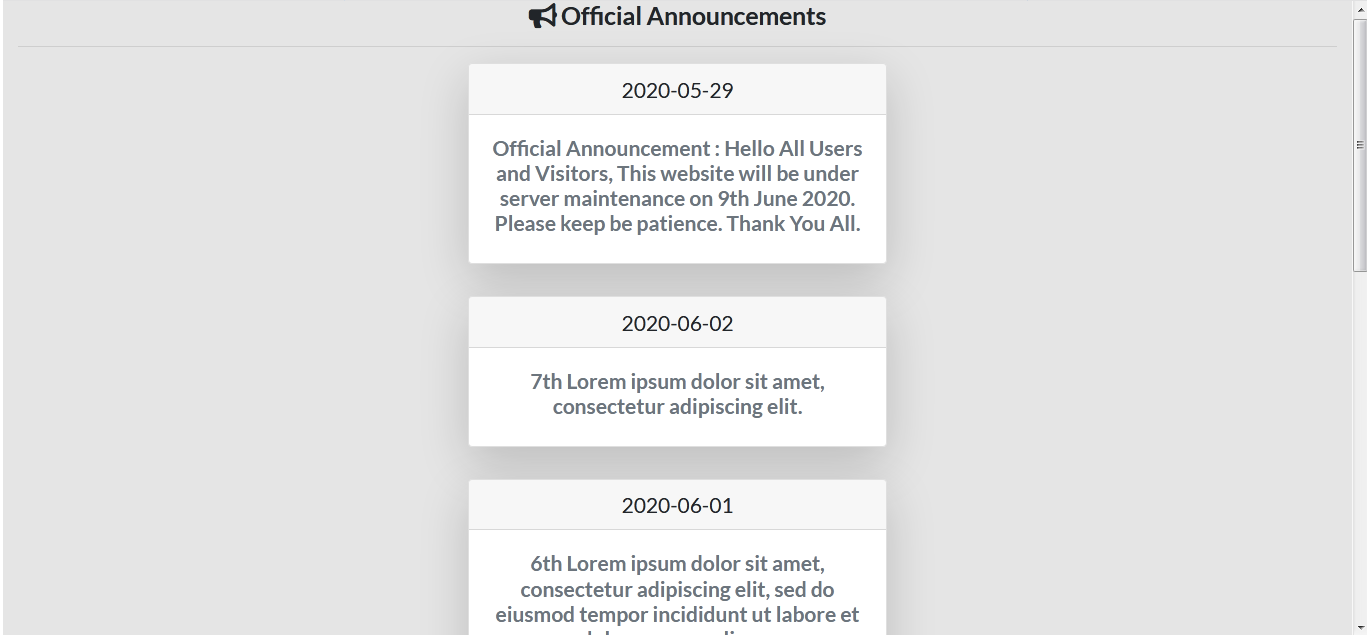 Official Announcements
2020-05-29
Official Announcement : Hello All Users
and Visitors, This website will be under
server maintenance on 9th June 2020.
Please keep be patience. Thank You All.
2020-06-02
7th Lorem ipsum dolor sit amet,
consectetur adipiscing elit.
2020-06-01
6th Lorem ipsum dolor sit amet,
consectetur adipiscing elit, sed do
eiusmod tempor incididunt ut labore et